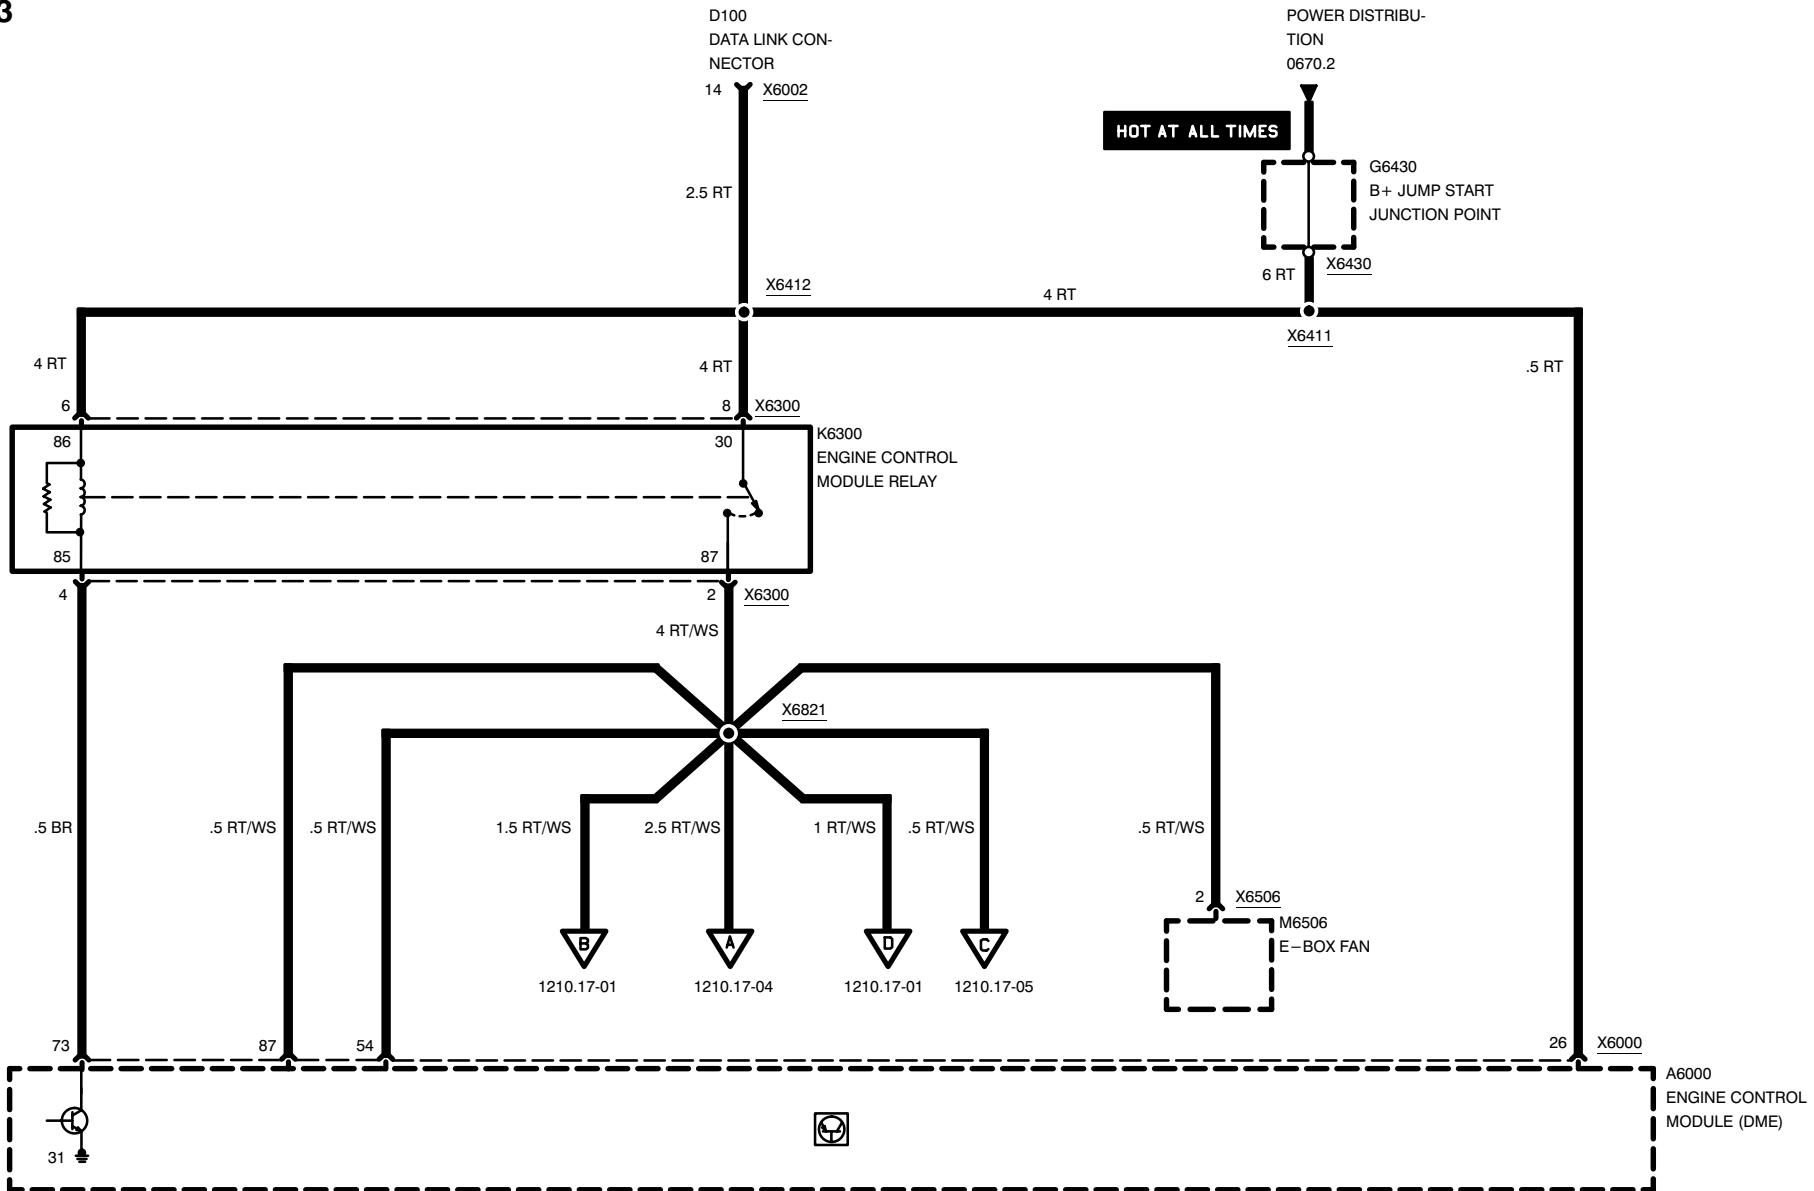 3
D100
DATA LINK CON-
NECTOR
14
X6002
POWER DISTRIBU-
TION
0670.2
HOT AT ALL TIMES
G6430
B+ JUMP START
JUNCTION POINT
2.5 RT
6 RT
X6430
X6412
4 RT
X6411
4 RT
4 RT
.5 RT
6
8
X6300
86
30
K6300
ENGINE CONTROL
MODULE RELAY
85
87
4
2
X6300
4 RT/WS
X6821
.5 BR
.5 RT/WS
.5 RT/WS
1.5 RT/WS
2.5 RT/WS
1 RT/WS
.5 RT/WS
.5 RT/WS
2
X6506
M6506
E−BOX FAN
B
A
D
C
1210.17-01
1210.17-04
1210.17-01
1210.17-05
73
87
54
26
X6000
A6000
ENGINE CONTROL
MODULE (DME)
31